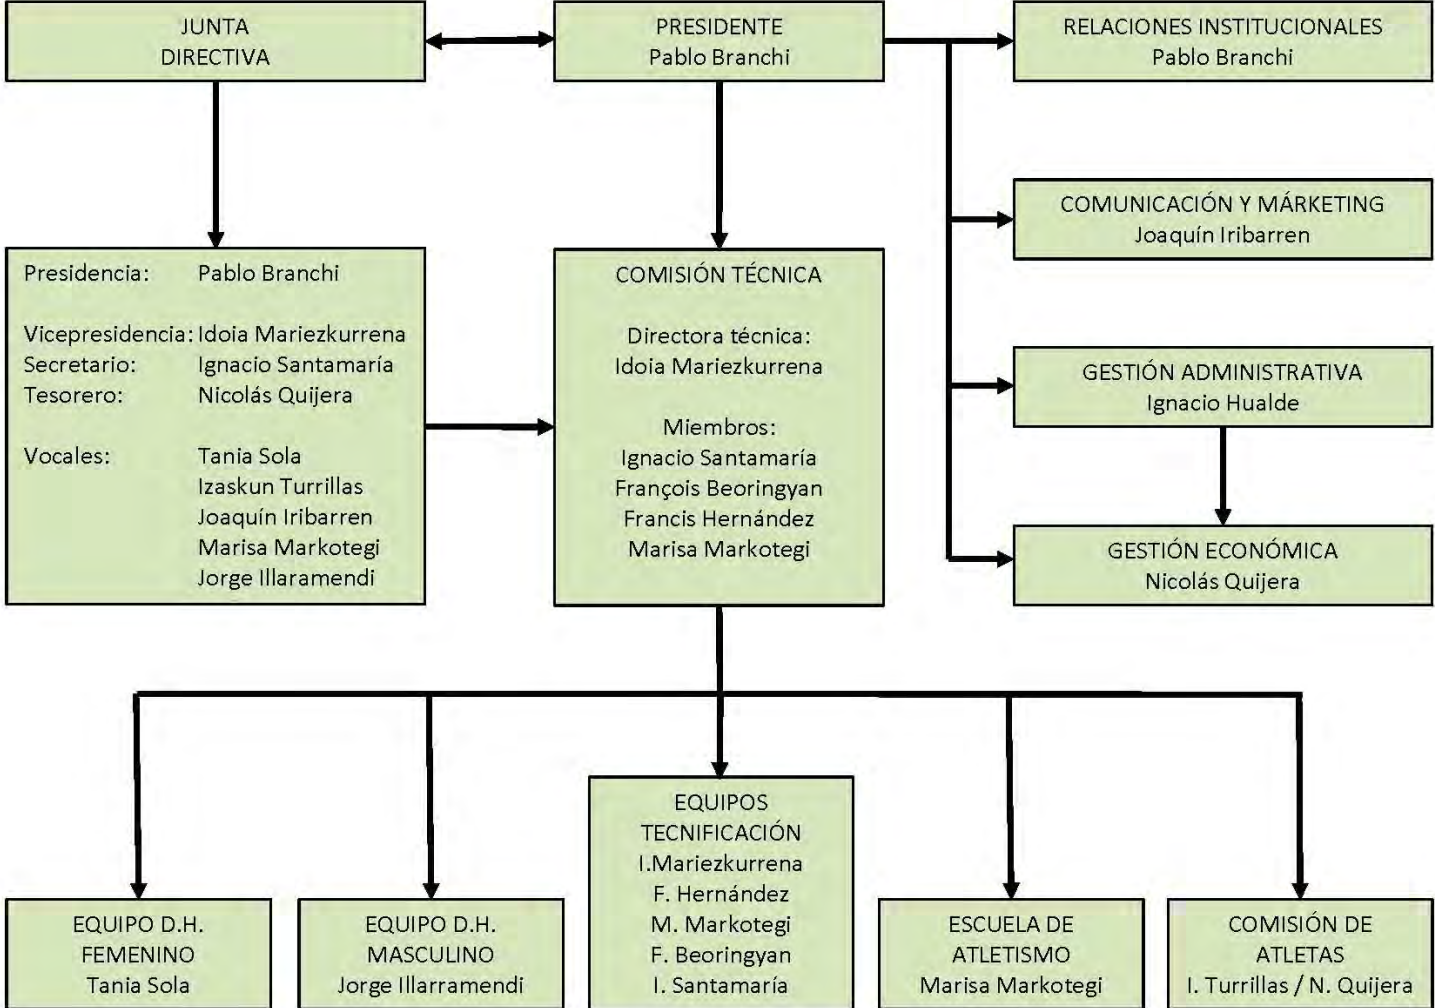 JUNTA
DIRECTIVA
PRESIDENTE
Pablo Branchi
RELACIONES INSTITUCIONALES
Pablo Branchi
COMUNICACIÓN Y MÁRKETING
Joaquín Iribarren
Presidencia: Pablo Branchi
Vicepresidencia: Idoia Mariezkurrena
Secretario: Ignacio Santamaría
Tesorero: Nicolás Quijera
Vocales: Tania Sola
Izaskun Turrillas
Joaquín Iribarren
Marisa Markotegi
Jorge Illaramendi
COMISIÓN TÉCNICA
Directora técnica:
Idoia Mariezkurrena
Miembros:
Ignacio Santamaría
François Beoringyan
Francis Hernández
Marisa Markotegi
GESTIÓN ADMINISTRATIVA
Ignacio Hualde
GESTIÓN ECONÓMICA
Nicolás Quijera
EQUIPO D.H.
FEMENINO
Tania Sola
EQUIPO D.H.
MASCULINO
Jorge Illarramendi
EQUIPOS
TECNIFICACIÓN
I.Mariezkurrena
F. Hernández
M. Markotegi
F. Beoringyan
I. Santamaría
ESCUELA DE
ATLETISMO
Marisa Markotegi
COMISIÓN DE
ATLETAS
I. Turrillas / N. Quijera